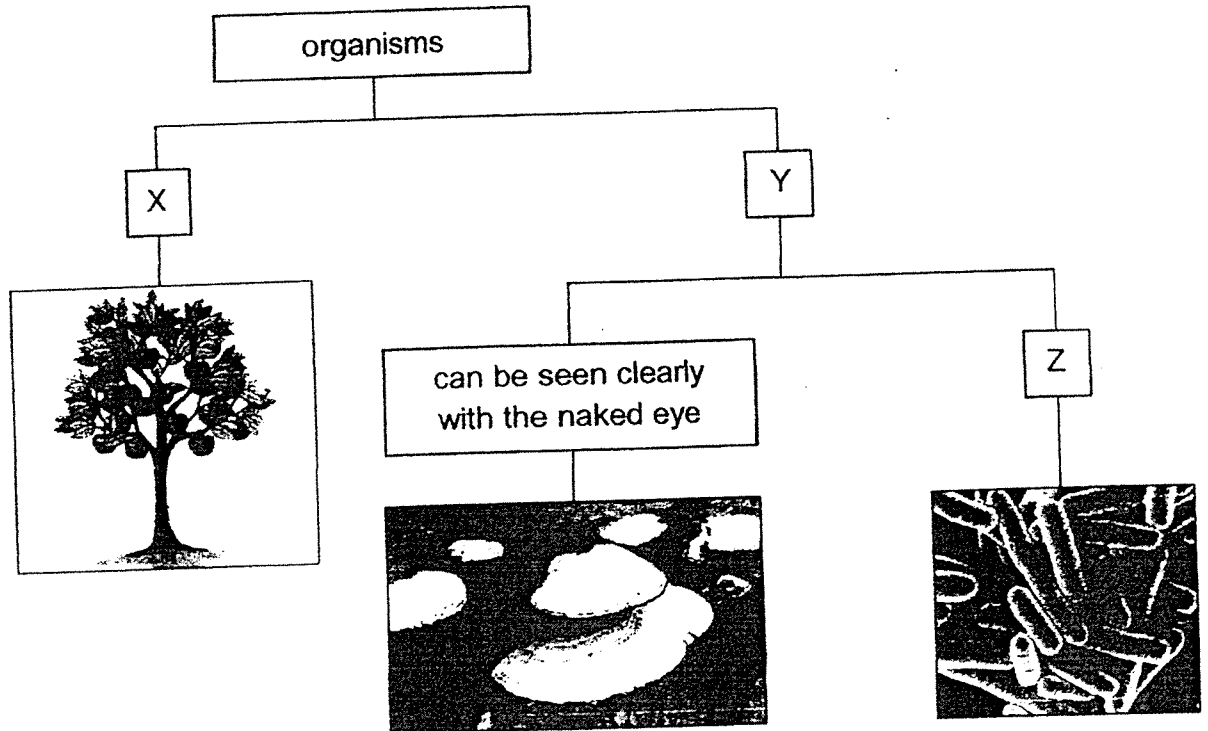 organisms
X
Y
can be seen clearly
with the naked eye
Z